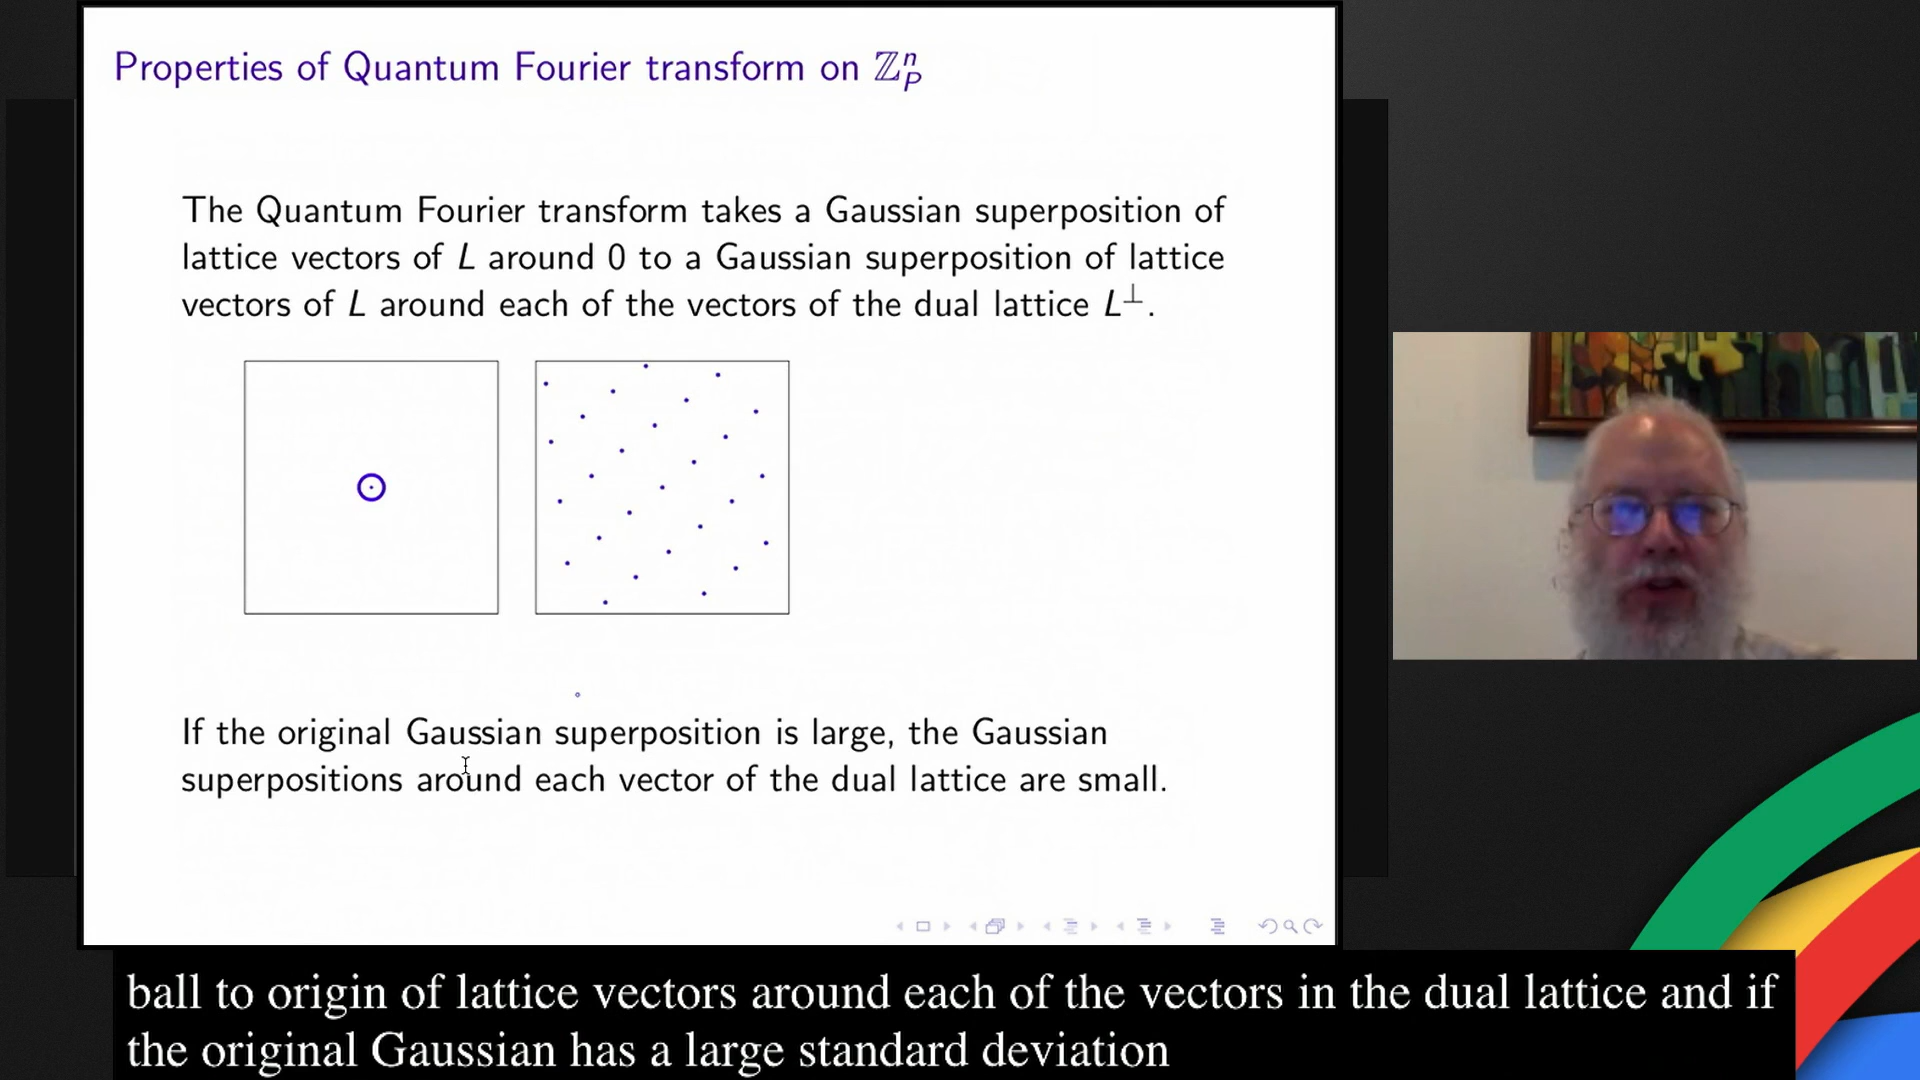 Properties of Quantum Fourier transform on ℤⁿ_P
The Quantum Fourier transform takes a Gaussian superposition of
lattice vectors of L around 0 to a Gaussian superposition of lattice
vectors of L around each of the vectors of the dual lattice L^⊥.
If the original Gaussian superposition is large, the Gaussian
superpositions around each vector of the dual lattice are small.
ball to origin of lattice vectors around each of the vectors in the dual lattice and if
the original Gaussian has a large standard deviation